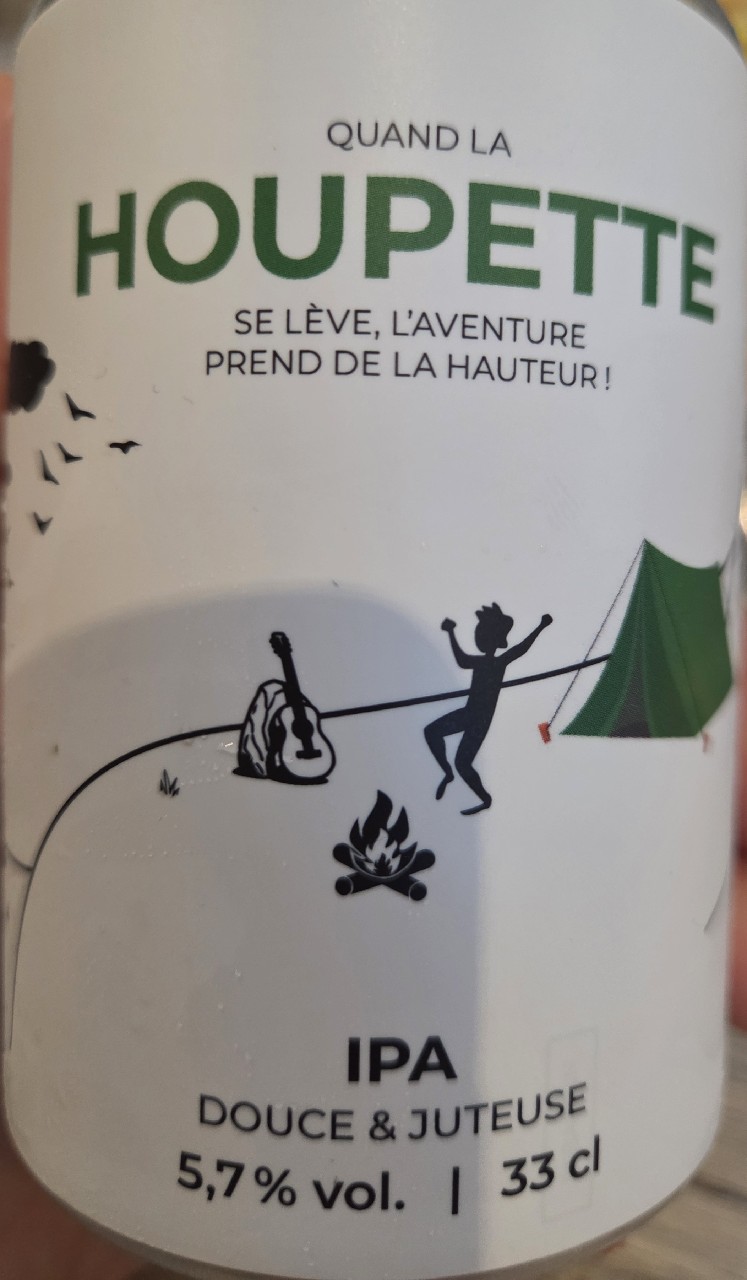 QUAND LA
HOUPETTE
SE LÈVE, L'AVENTURE
PREND DE LA HAUTEUR !
IPA
DOUCE & JUTEUSE
5,7 % vol. | 33 cl